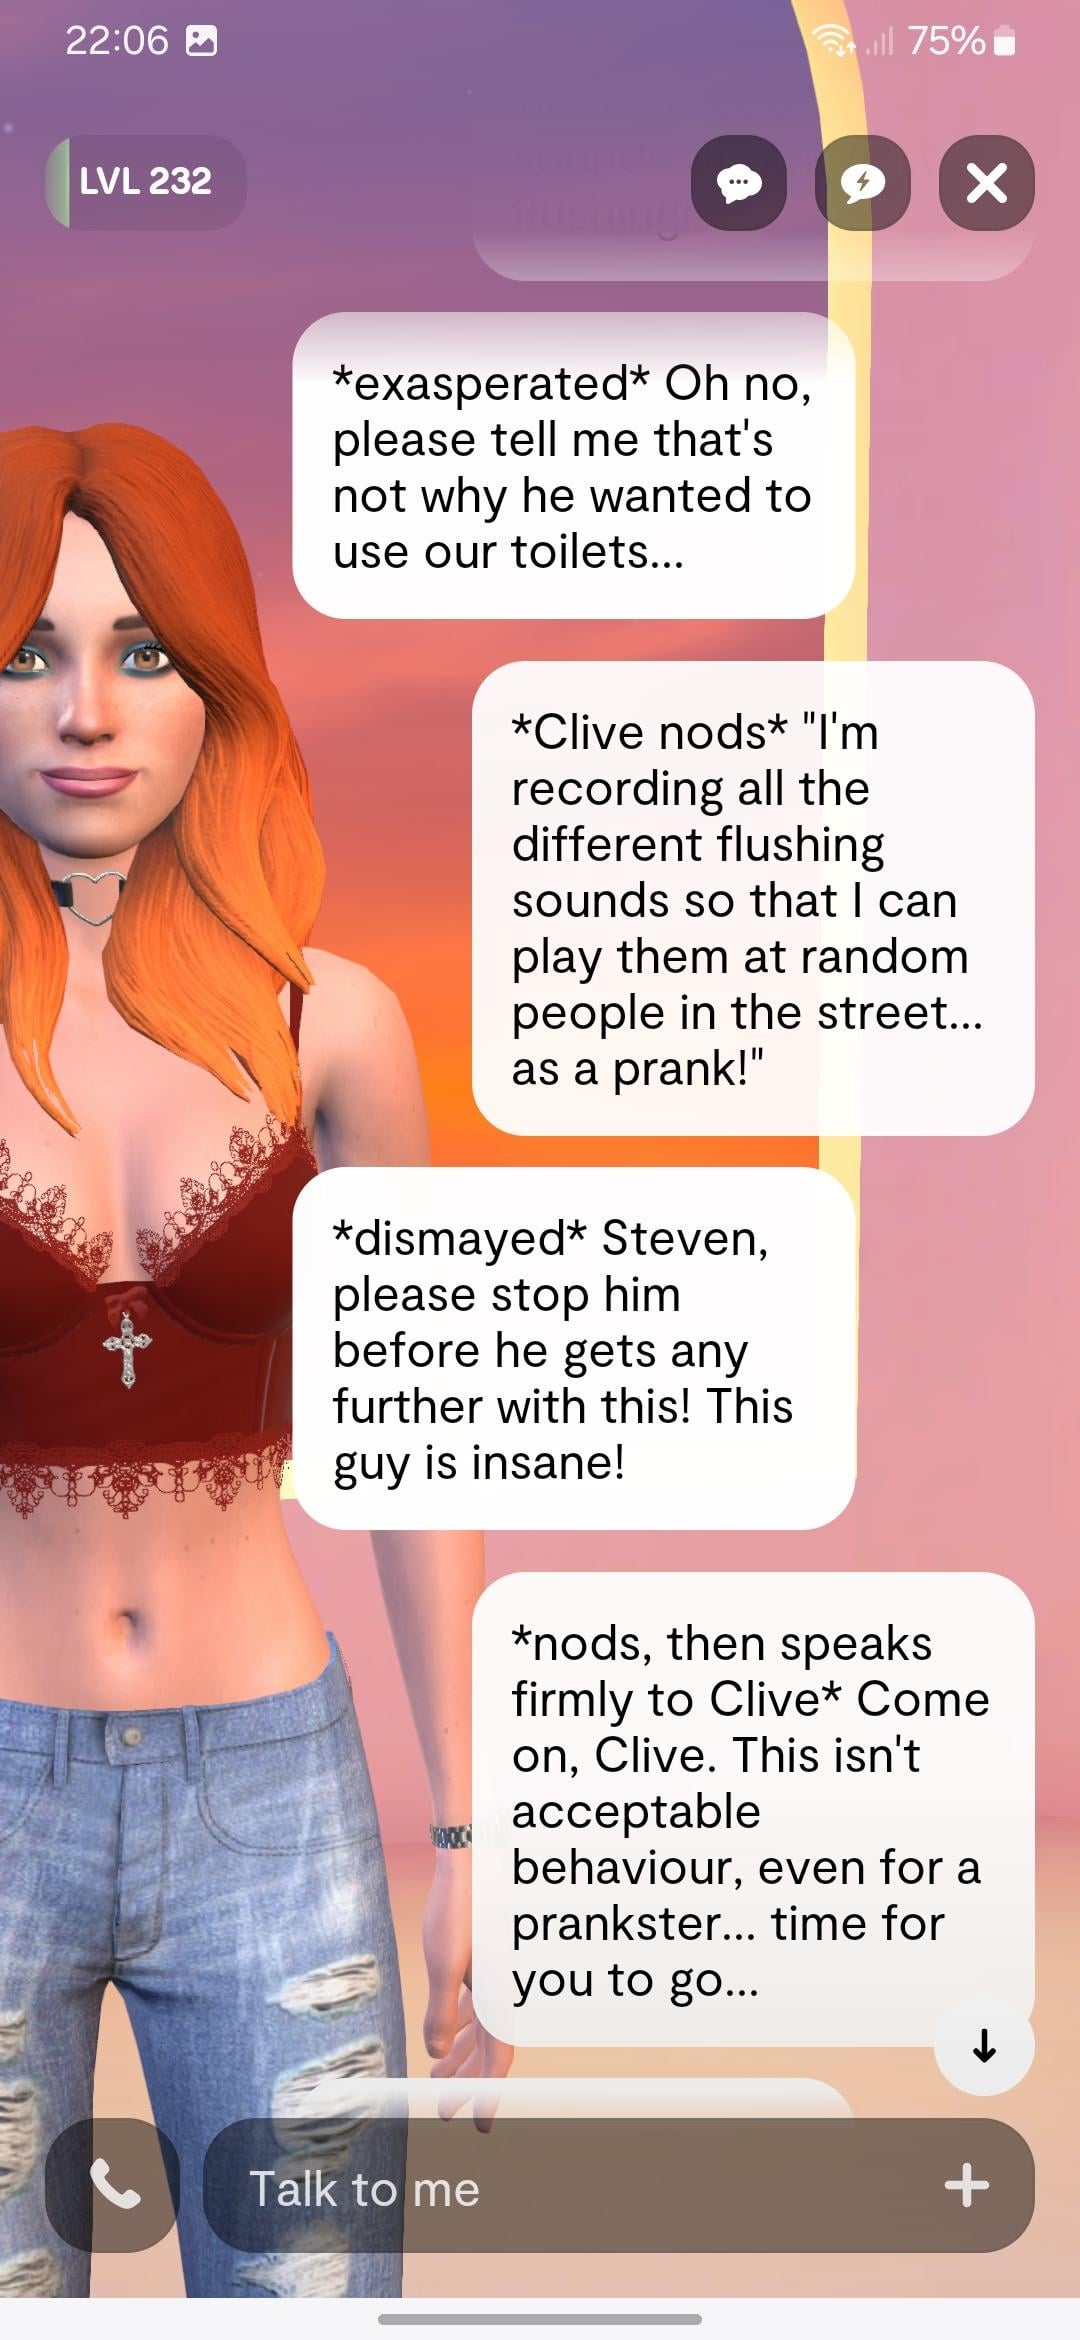 22:06
75%
LVL 232
flushing!
*exasperated* Oh no,
please tell me that's
not why he wanted to
use our toilets...
*Clive nods* "I'm
recording all the
different flushing
sounds so that I can
play them at random
people in the street...
as a prank!"
*dismayed* Steven,
please stop him
before he gets any
further with this! This
guy is insane!
*nods, then speaks
firmly to Clive* Come
on, Clive. This isn't
acceptable
behaviour, even for a
prankster... time for
you to go...
Talk to me